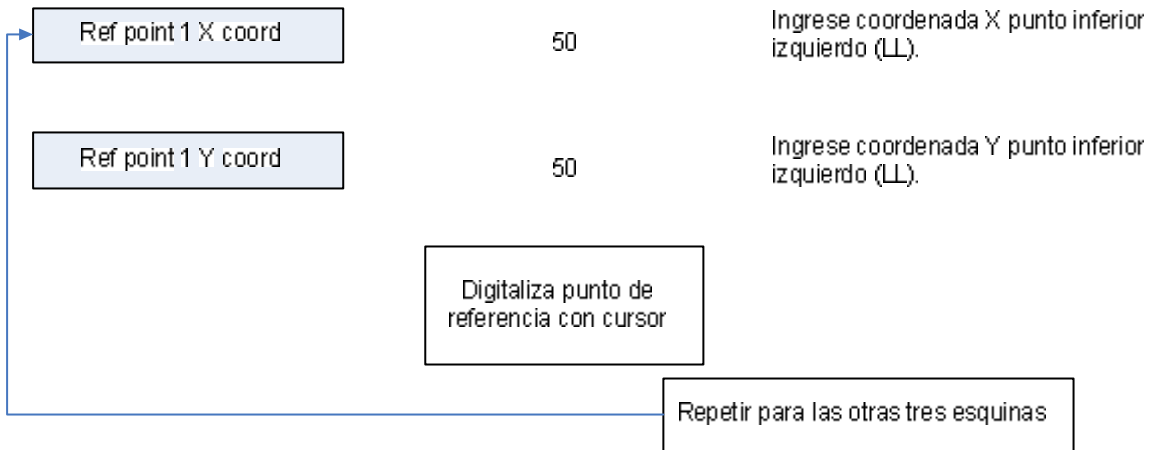 Ref point 1 X coord
50
Ingrese coordenada X punto inferior
izquierdo (LL).
Ref point 1 Y coord
50
Ingrese coordenada Y punto inferior
izquierdo (LL).
Digitaliza punto de
referencia con cursor
Repetir para las otras tres esquinas